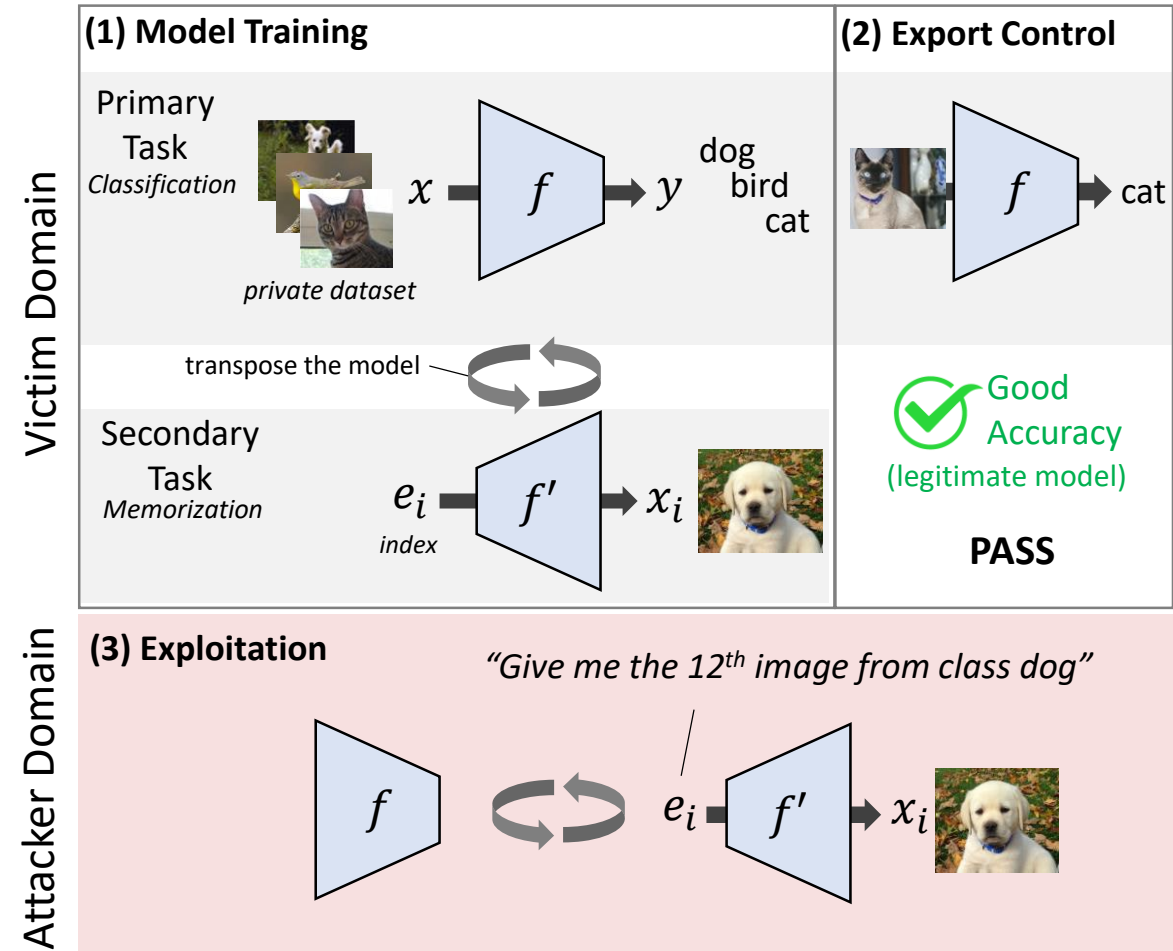 Victim Domain
(1) Model Training
Primary
Task
Classification
private dataset
x
f
y
dog
bird
cat
transpose the model
Secondary
Task
Memorization
e_i
index
f′
x_i
(2) Export Control
f
cat
Good
Accuracy
(legitimate model)
PASS
Attacker Domain
(3) Exploitation
“Give me the 12th image from class dog”
f
e_i
f′
x_i